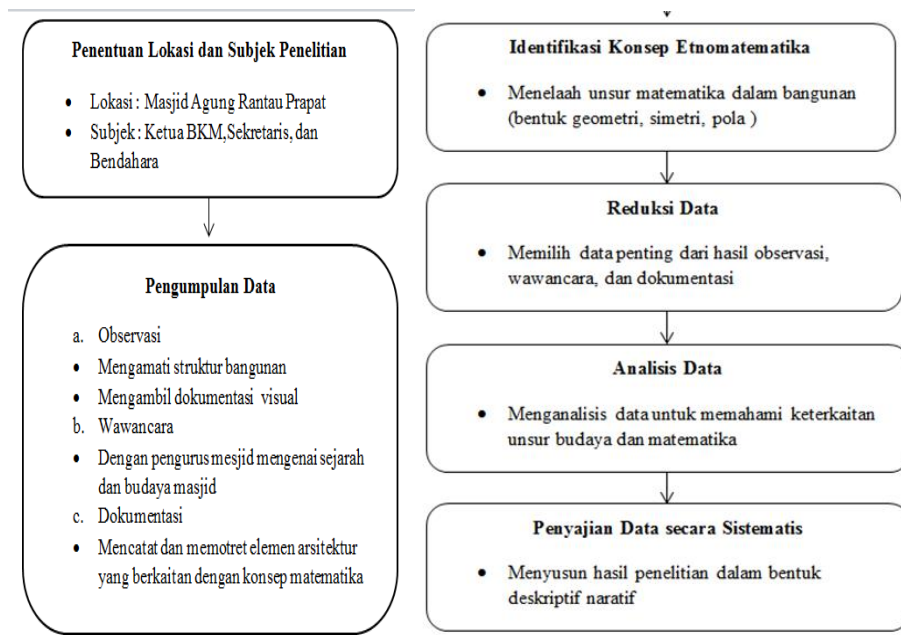 Penentuan Lokasi dan Subjek Penelitian
• Lokasi : Masjid Agung Rantau Prapat
• Subjek : Ketua BKM,Sekretaris, dan
Bendahara
Pengumpulan Data
a. Observasi
• Mengamati struktur bangunan
• Mengambil dokumentasi visual
b. Wawancara
• Dengan pengurus mesjid mengenai sejarah
dan budaya masjid
c. Dokumentasi
• Mencatat dan memotret elemen arsitektur
yang berkaitan dengan konsep matematika
Identifikasi Konsep Etnomatematika
• Menelaah unsur matematika dalam bangunan
(bentuk geometri, simetri, pola )
Reduksi Data
• Memilih data penting dari hasil observasi,
wawancara, dan dokumentasi
Analisis Data
• Menganalisis data untuk memahami keterkaitan
unsur budaya dan matematika
Penyajian Data secara Sistematis
• Menyusun hasil penelitian dalam bentuk
deskriptif naratif